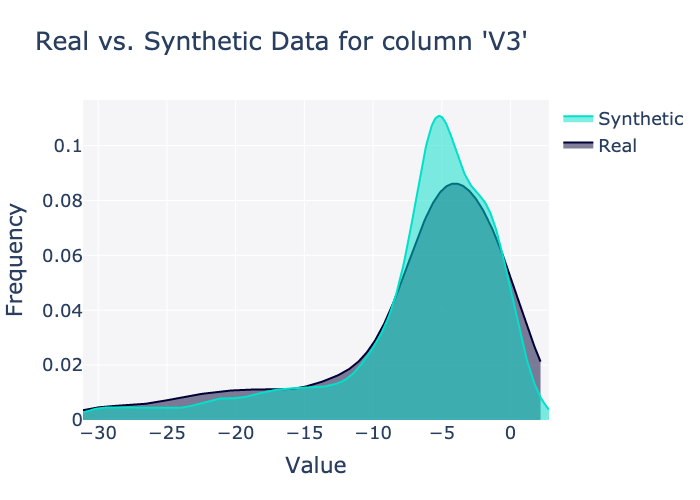 Real vs. Synthetic Data for column 'V3'
Synthetic
Real
Frequency
0.1
0.08
0.06
0.04
0.02
0
−30
−25
−20
−15
−10
−5
0
Value